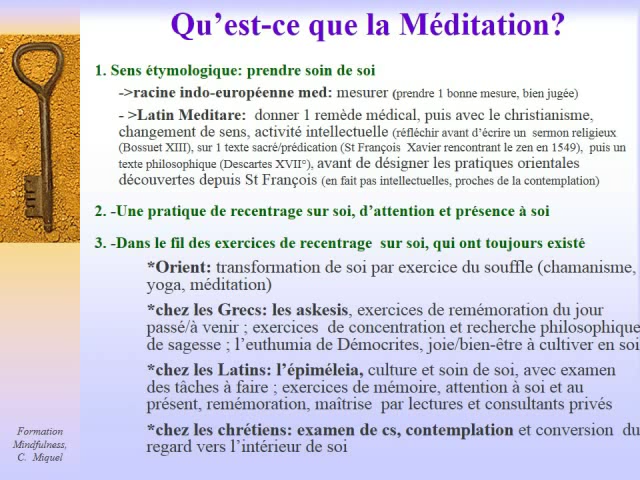 Qu’est-ce que la Méditation?
1. Sens étymologique: prendre soin de soi
->racine indo-européenne med: mesurer (prendre 1 bonne mesure, bien jugée)
- >Latin Meditare: donner 1 remède médical, puis avec le christianisme,
changement de sens, activité intellectuelle (réfléchir avant d’écrire un sermon religieux
(Bossuet XIII), sur 1 texte sacré/prédication (St François Xavier rencontrant le zen en 1549), puis un
texte philosophique (Descartes XVII°), avant de désigner les pratiques orientales
découvertes depuis St François (en fait pas intellectuelles, proches de la contemplation)
2. -Une pratique de recentrage sur soi, d’attention et présence à soi
3. -Dans le fil des exercices de recentrage sur soi, qui ont toujours existé
*Orient: transformation de soi par exercice du souffle (chamanisme,
yoga, méditation)
*chez les Grecs: les askesis, exercices de remémoration du jour
passé/à venir ; exercices de concentration et recherche philosophique
de sagesse ; l’euthumia de Démocrites, joie/bien-être à cultiver en soi
*chez les Latins: l’épiméleia, culture et soin de soi, avec examen
des tâches à faire ; exercices de mémoire, attention à soi et au
présent, remémoration, maîtrise par lectures et consultants privés
*chez les chrétiens: examen de cs, contemplation et conversion du
regard vers l’intérieur de soi
Formation
Mindfulness,
C. Miquel